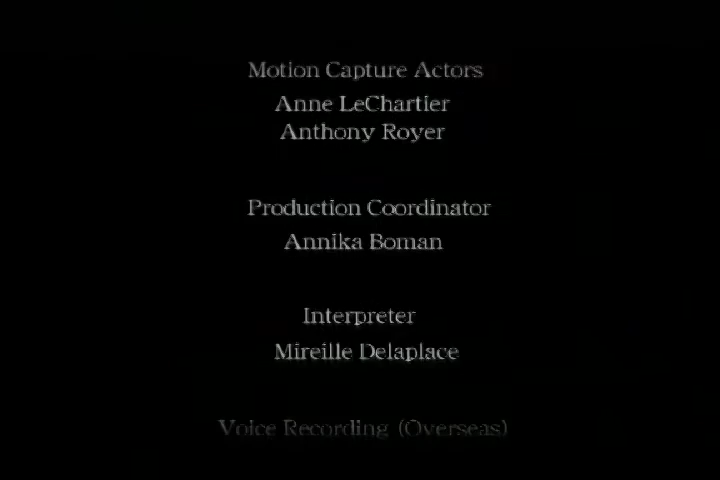 Motion Capture Actors
Anne LeChartier
Anthony Royer
Production Coordinator
Annika Boman
Interpreter
Mireille Delaplace
Voice Recording (Overseas)